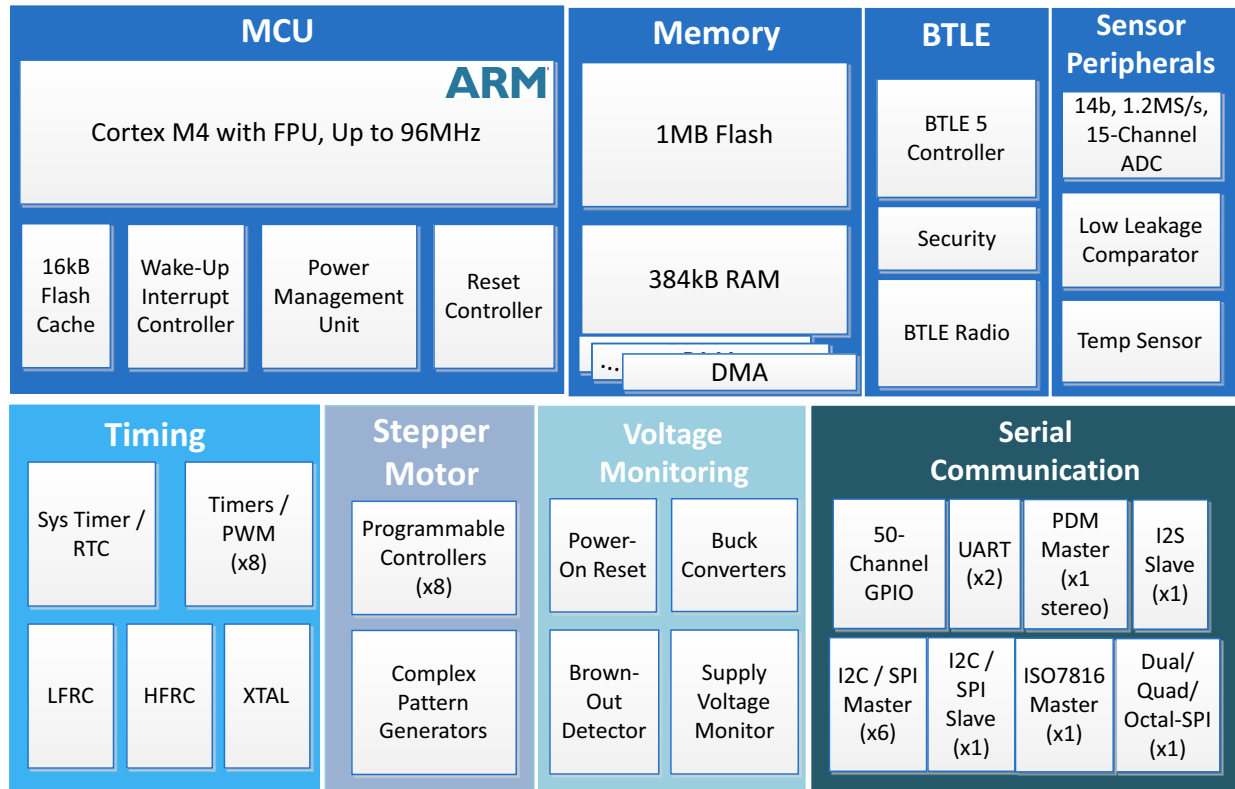 MCU
ARM
Cortex M4 with FPU, Up to 96MHz
16kB
Flash
Cache
Wake-Up
Interrupt
Controller
Power
Management
Unit
Reset
Controller
Memory
1MB Flash
384kB RAM
...
DMA
BTLE
BTLE 5
Controller
Security
BTLE Radio
Sensor
Peripherals
14b, 1.2MS/s,
15-Channel
ADC
Low Leakage
Comparator
Temp Sensor
Timing
Sys Timer /
RTC
Timers /
PWM
(x8)
LFRC
HFRC
XTAL
Stepper
Motor
Programmable
Controllers
(x8)
Complex
Pattern
Generators
Voltage
Monitoring
Power-
On Reset
Buck
Converters
Brown-
Out
Detector
Supply
Voltage
Monitor
Serial
Communication
50-
Channel
GPIO
UART
(x2)
PDM
Master
(x1
stereo)
I2S
Slave
(x1)
I2C / SPI
Master
(x6)
I2C /
SPI
Slave
(x1)
ISO7816
Master
(x1)
Dual/
Quad/
Octal-SPI
(x1)